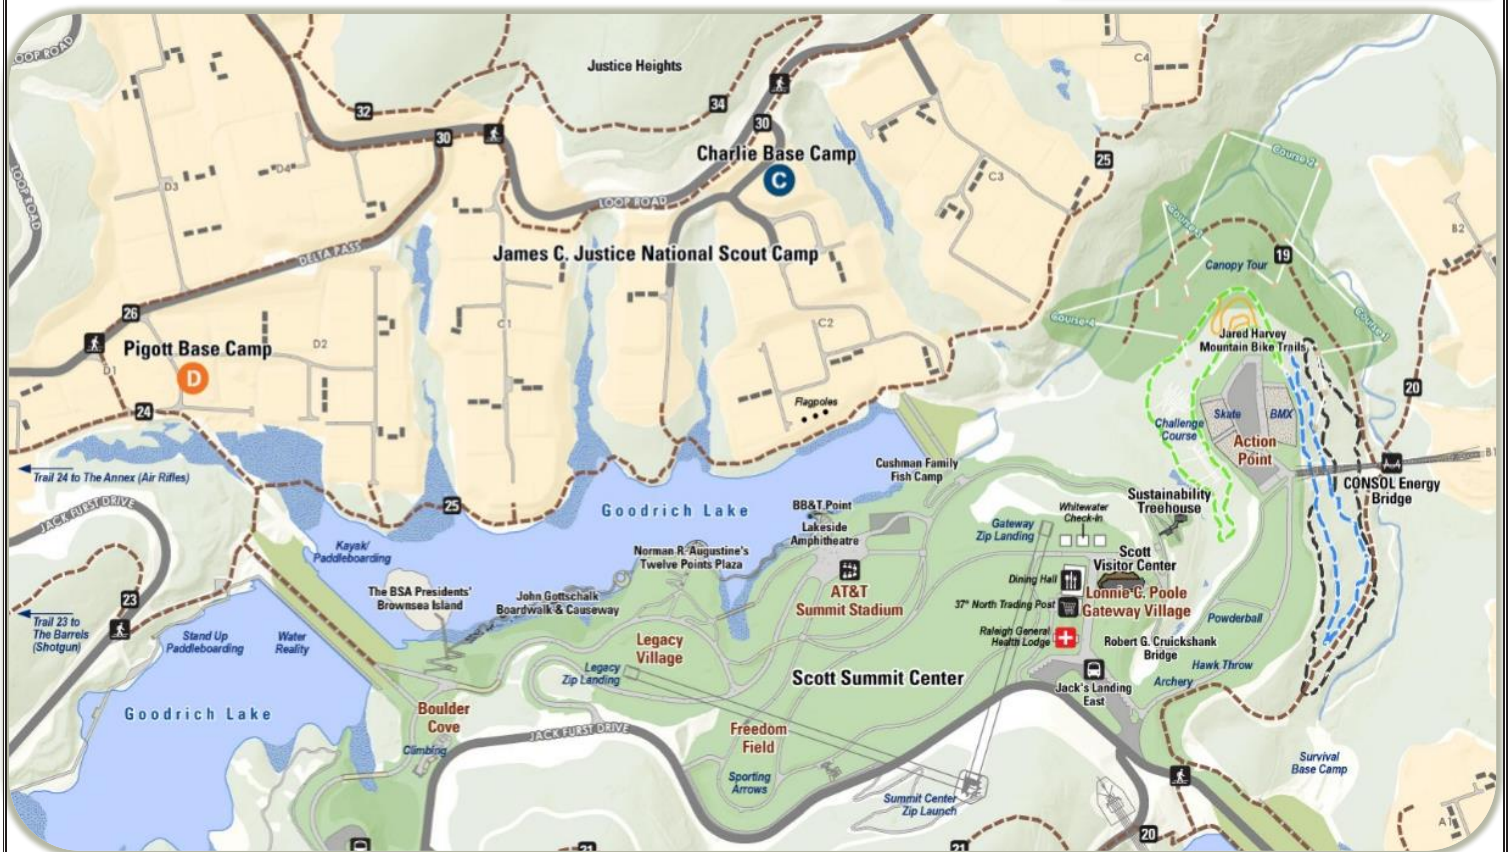 LOOP ROAD
Justice Heights
C4
32
34
30
30
Charlie Base Camp
C
25
LOOP ROAD
D3
D4
C3
Course 2
LOOP ROAD
B2
DELTA PASS
James C. Justice National Scout Camp
19
Canopy Tour
26
Course 4
Pigott Base Camp
D
D2
C1
C2
Jared Harvey
Mountain Bike Trails
D1
20
24
Flagpoles
Skate
BMX
Challenge
Course
Action
Point
B1
Trail 24 to The Annex (Air Rifles)
Cushman Family
Fish Camp
CONSOL Energy
Bridge
25
Goodrich Lake
BB&T Point
Lakeside
Amphitheatre
Sustainability
Treehouse
Whitewater
Check-in
Gateway
Zip Landing
JACK FURST DRIVE
Kayak/
Paddleboarding
Norman R. Augustine's
Twelve Points Plaza
Scott
Visitor Center
Dining Hall
The BSA Presidents'
Brownsea Island
John Gottschalk
Boardwalk & Causeway
AT&T
Summit Stadium
37° North Trading Post
Lonnie C. Poole
Gateway Village
23
Trail 23 to
The Barrels
(Shotgun)
Stand Up
Paddleboarding
Water
Reality
Legacy
Village
Raleigh General
Health Lodge
Powderball
Robert G. Cruickshank
Bridge
Legacy
Zip Landing
Scott Summit Center
Hawk Throw
Archery
Jack's Landing
East
Goodrich Lake
Boulder
Cove
Climbing
JACK FURST DRIVE
Freedom
Field
Sporting
Arrows
Summit Center
Zip Launch
Survival
Base Camp
A1
20
21
21